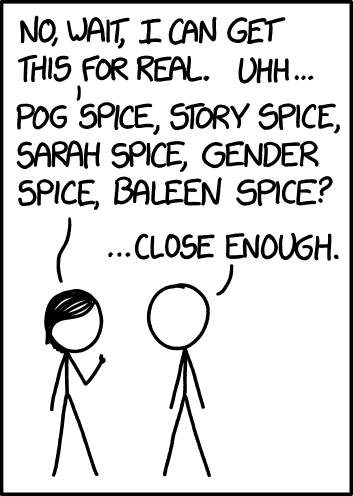 NO, WAIT, I CAN GET
THIS FOR REAL. UHH...
POG SPICE, STORY SPICE,
SARAH SPICE, GENDER
SPICE, BALEEN SPICE?
...CLOSE ENOUGH.